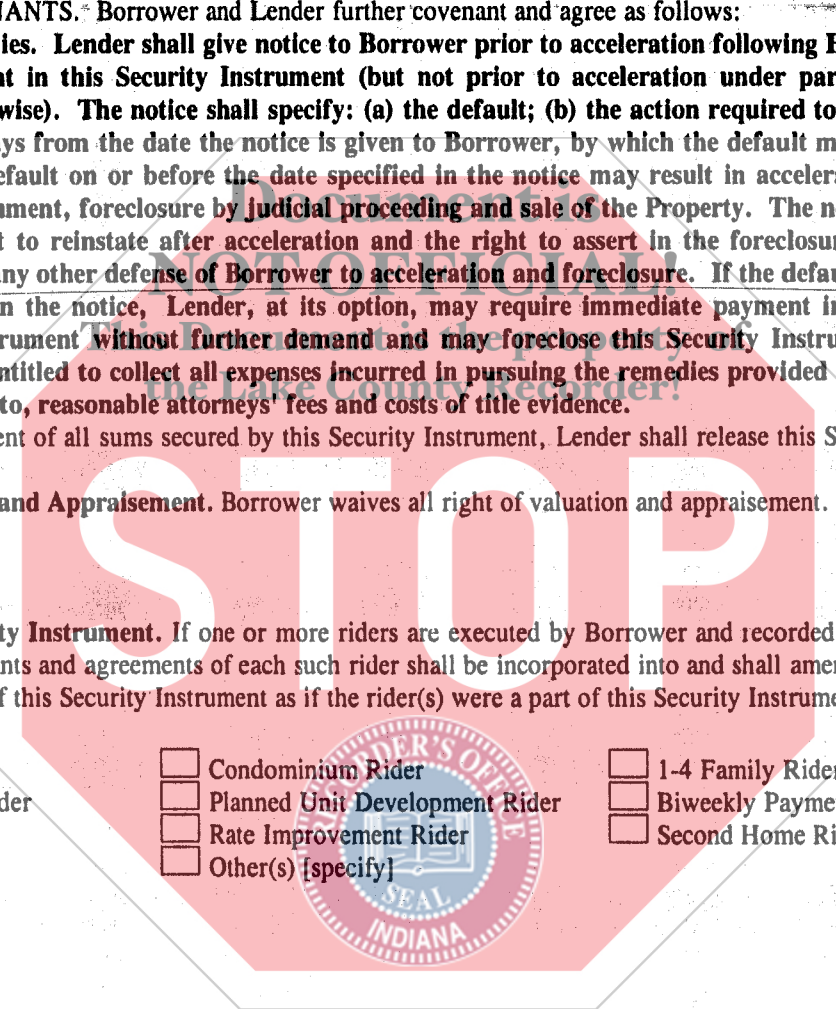 IANTS. Borrower and Lender further covenant and agree as follows:
ies. Lender shall give notice to Borrower prior to acceleration following
nt in this Security Instrument (but not prior to acceleration under par
wise). The notice shall specify: (a) the default; (b) the action required to
ys from the date the notice is given to Borrower, by which the default m
efault on or before the date specified in the notice may result in acceler
ument, foreclosure by judicial proceeding and sale of the Property. The n
t to reinstate after acceleration and the right to assert in the foreclosu
ny other defense of Borrower to acceleration and foreclosure. If the defau
n the notice, Lender, at its option, may require immediate payment i
rument without further demand and may foreclose this Security Instru
ntitled to collect all expenses incurred in pursuing the remedies provided
to, reasonable attorneys' fees and costs of title evidence.
ent of all sums secured by this Security Instrument, Lender shall release this S
and Appraisement. Borrower waives all right of valuation and appraisement.
ty Instrument. If one or more riders are executed by Borrower and recorded
nts and agreements of each such rider shall be incorporated into and shall ame
f this Security Instrument as if the rider(s) were a part of this Security Instrume
Condominium Rider
1-4 Family Rider
der
Planned Unit Development Rider
Biweekly Payme
Rate Improvement Rider
Second Home Ri
Other(s) [specify]
Document is
NOT OFFICIAL!
This Document is the property of
the Lake County Recorder!
STOP
RECORDER'S OFFICE
SEAL
INDIANA